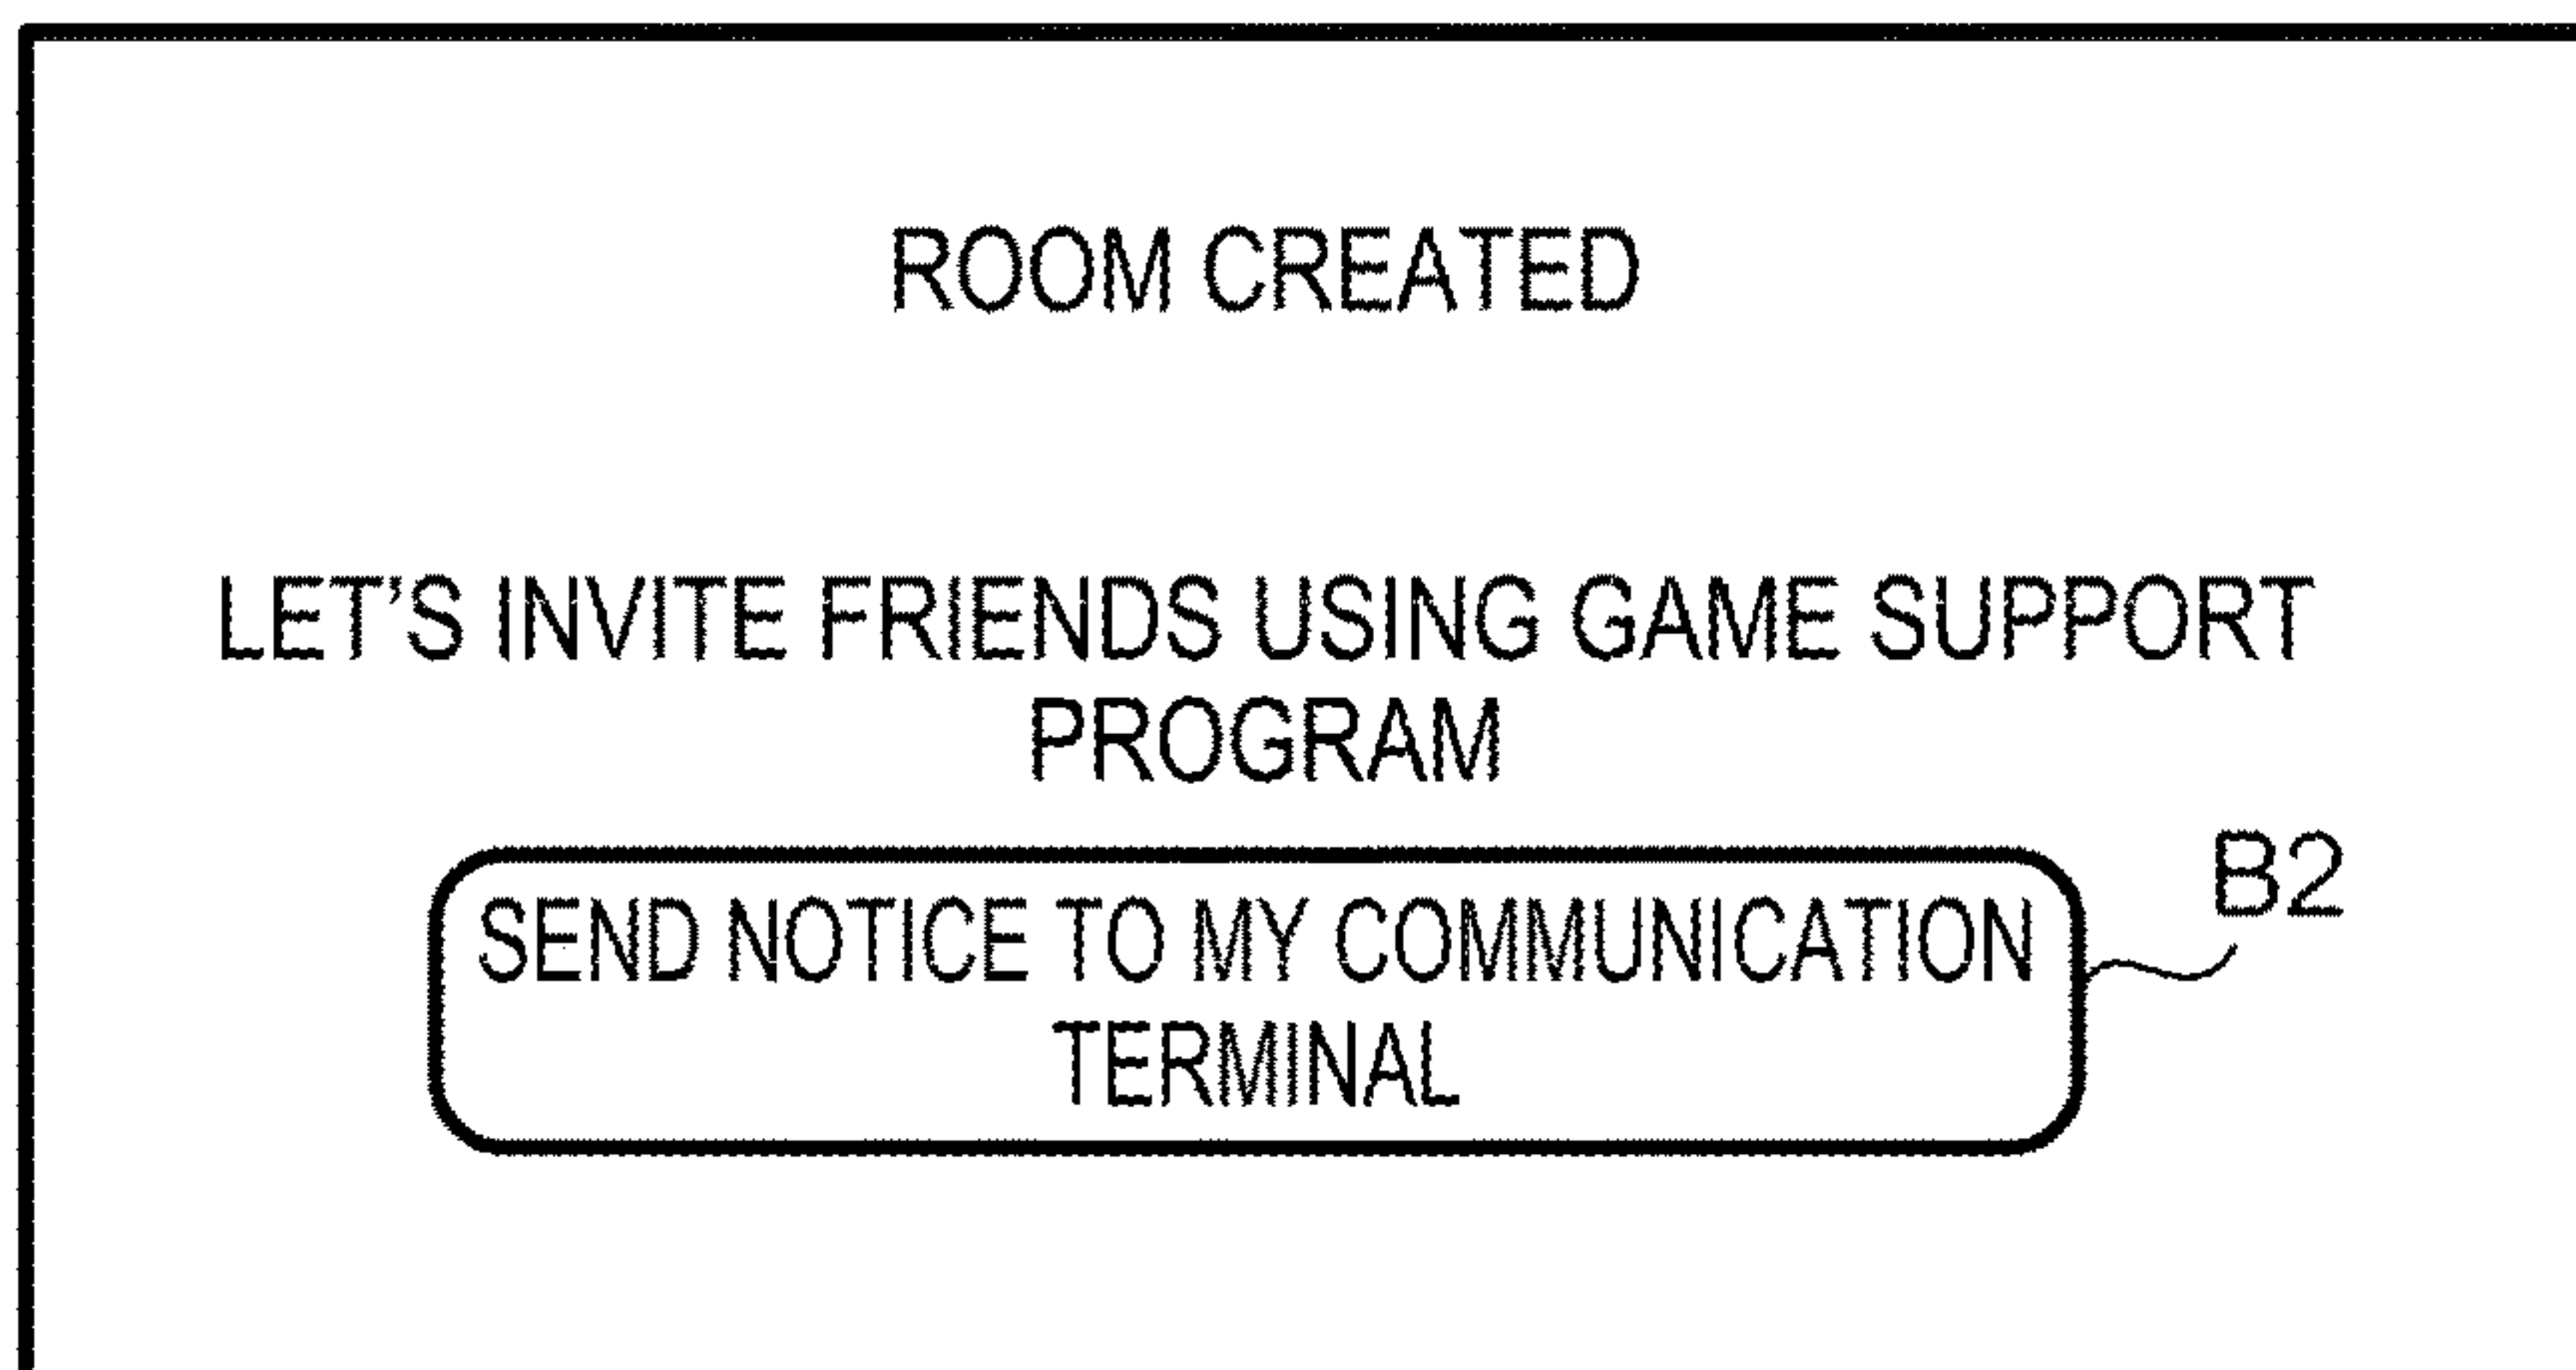 ROOM CREATED
LET'S INVITE FRIENDS USING GAME SUPPORT
PROGRAM
B2
SEND NOTICE TO MY COMMUNICATION
TERMINAL